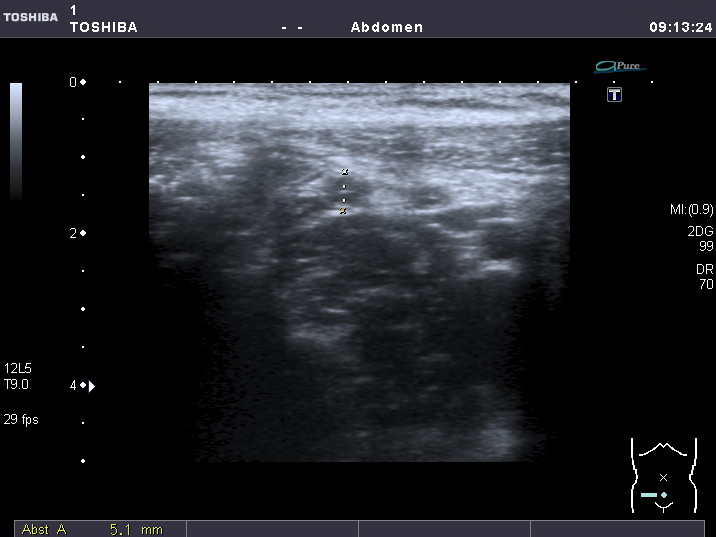 TOSHIBA
1
TOSHIBA - - Abdomen 09:13:24
aPure
T
0
2
4
MI:(0.9)
2DG
99
DR
70
12L5
T9.0
29 fps
Abst A 5.1 mm